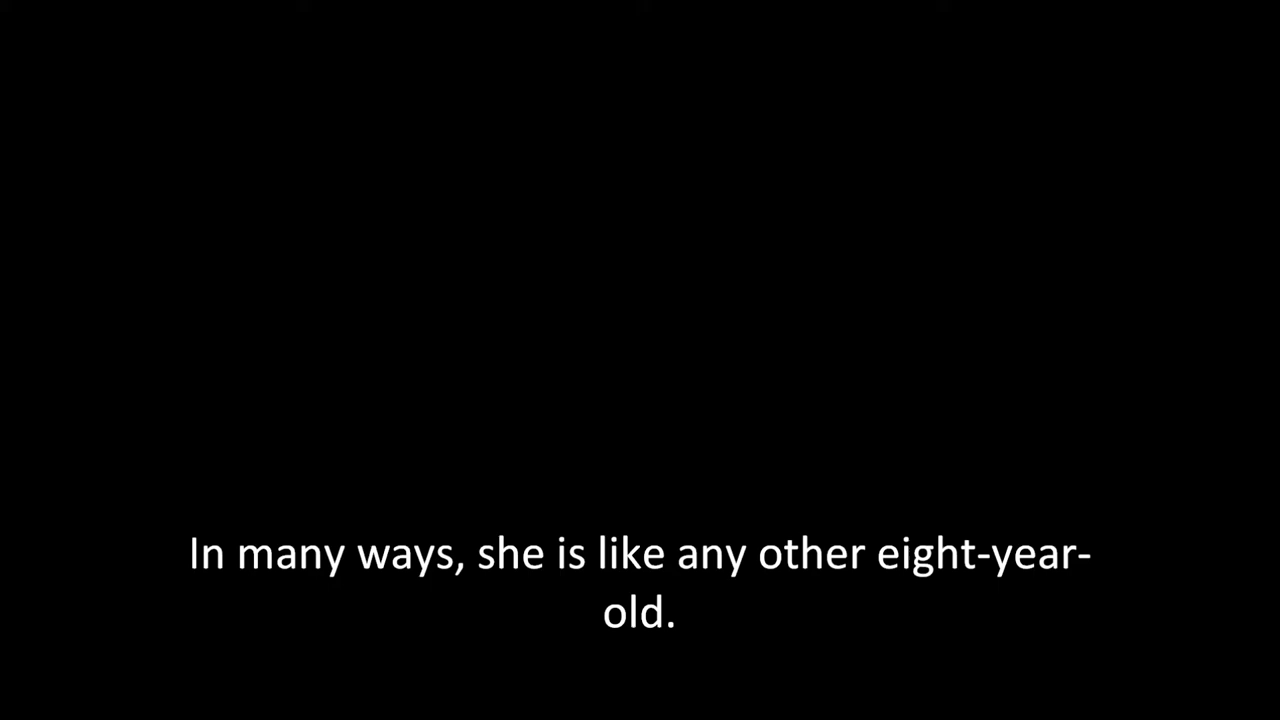 In many ways, she is like any other eight-year-
old.